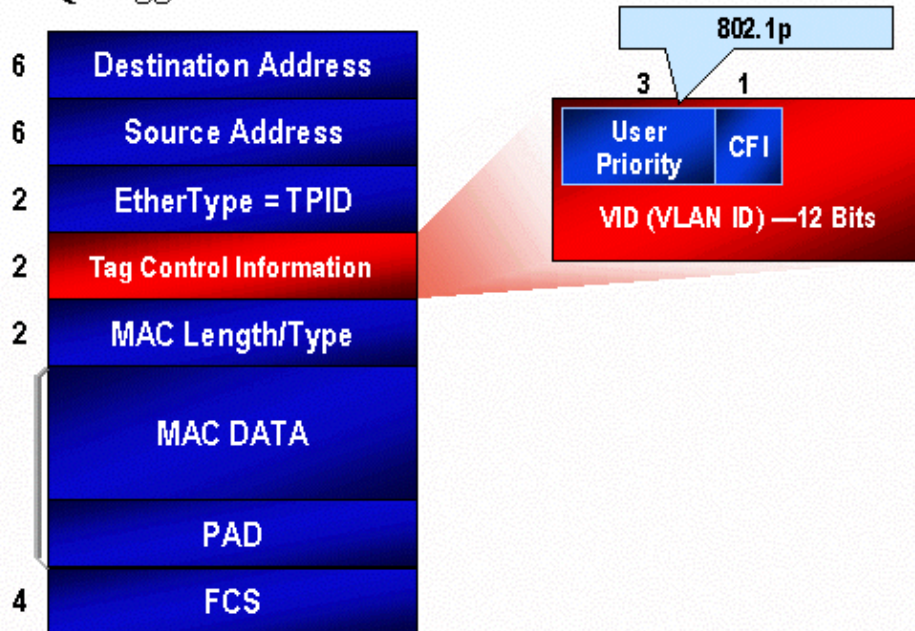 802.1p
3 1
User
Priority
CFI
VID (VLAN ID) —12 Bits
6 Destination Address
6 Source Address
2 EtherType = TPID
2 Tag Control Information
2 MAC Length/Type
MAC DATA
PAD
4 FCS